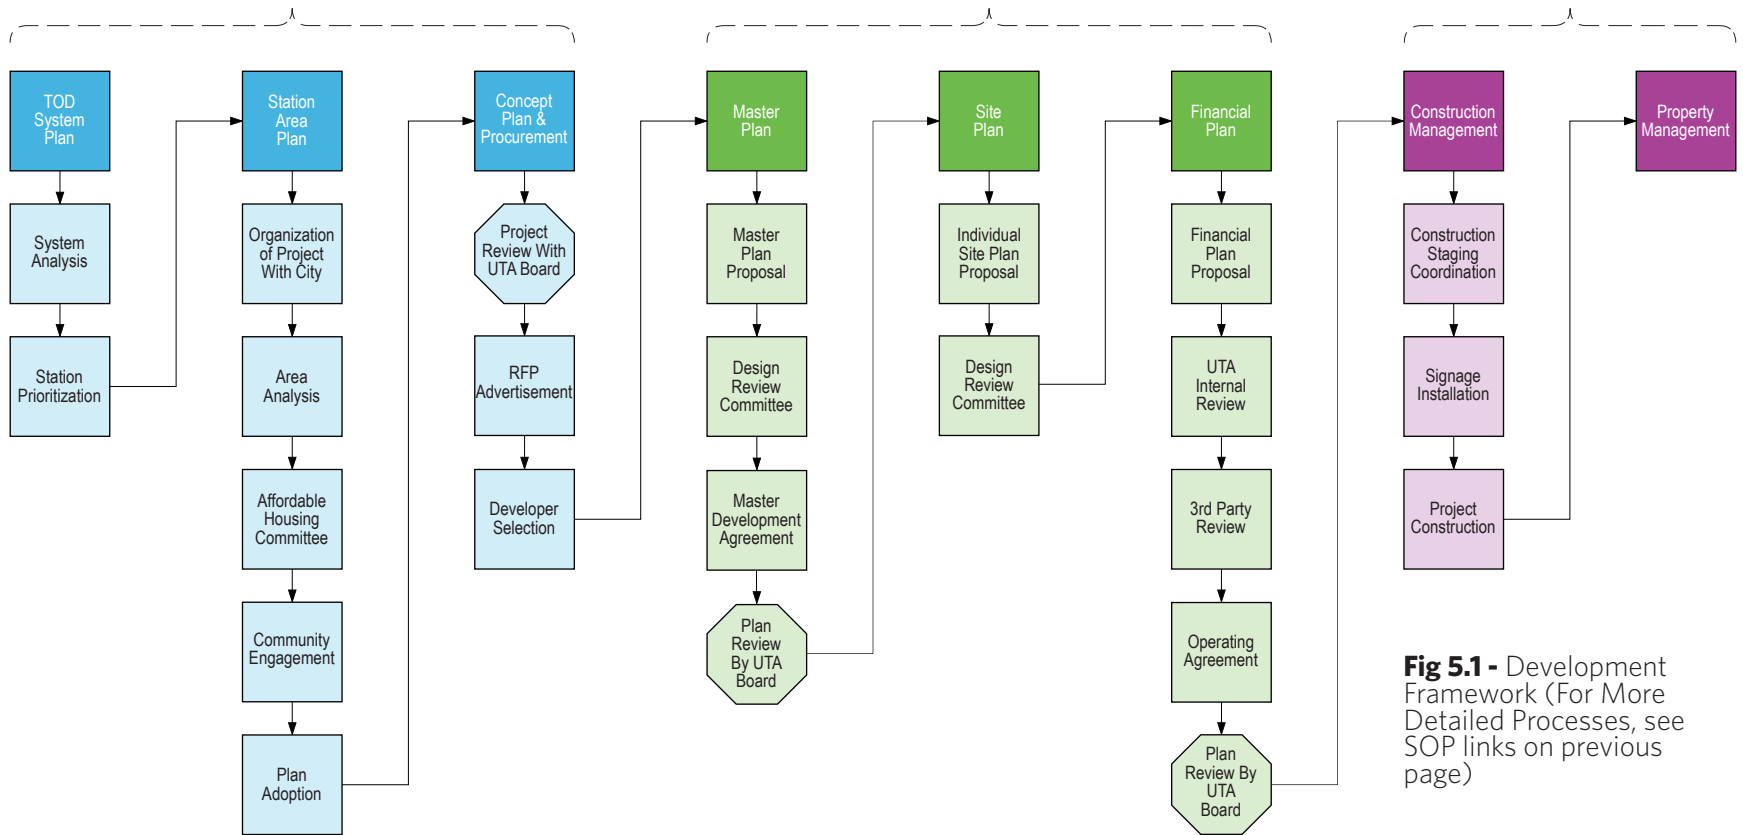 TOD
System
Plan
System
Analysis
Station
Prioritization
Station
Area
Plan
Organization
of Project
With City
Area
Analysis
Affordable
Housing
Committee
Community
Engagement
Plan
Adoption
Concept
Plan &
Procurement
Project
Review With
UTA Board
RFP
Advertisement
Developer
Selection
Master
Plan
Master
Plan
Proposal
Design
Review
Committee
Master
Development
Agreement
Plan
Review
By UTA
Board
Site
Plan
Individual
Site Plan
Proposal
Design
Review
Committee
Financial
Plan
Financial
Plan
Proposal
UTA
Internal
Review
3rd Party
Review
Operating
Agreement
Plan
Review By
UTA
Board
Construction
Management
Construction
Staging
Coordination
Signage
Installation
Project
Construction
Property
Management
Fig 5.1 - Development
Framework (For More
Detailed Processes, see
SOP links on previous
page)